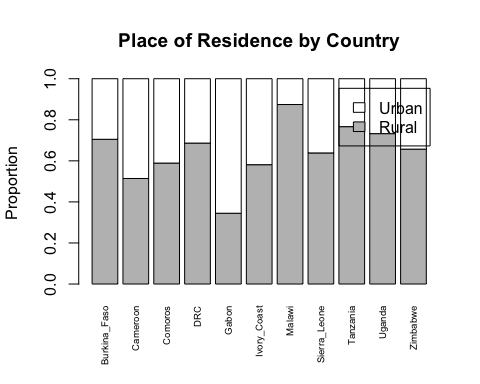 Place of Residence by Country
Proportion
1.0
0.8
0.6
0.4
0.2
0.0
Urban
Rural
Burkina_Faso
Cameroon
Comoros
DRC
Gabon
Ivory_Coast
Malawi
Sierra_Leone
Tanzania
Uganda
Zimbabwe